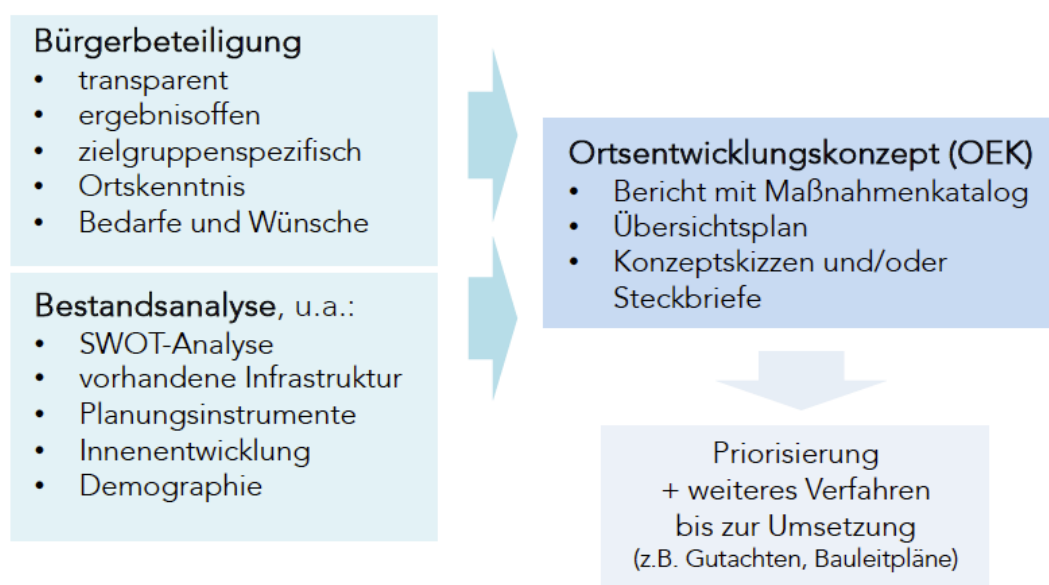 Bürgerbeteiligung
• transparent
• ergebnisoffen
• zielgruppenspezifisch
• Ortskenntnis
• Bedarfe und Wünsche
Bestandsanalyse, u.a.:
• SWOT-Analyse
• vorhandene Infrastruktur
• Planungsinstrumente
• Innenentwicklung
• Demographie
Ortsentwicklungskonzept (OEK)
• Bericht mit Maßnahmenkatalog
• Übersichtsplan
• Konzeptskizzen und/oder
Steckbriefe
Priorisierung
+ weiteres Verfahren
bis zur Umsetzung
(z.B. Gutachten, Bauleitpläne)